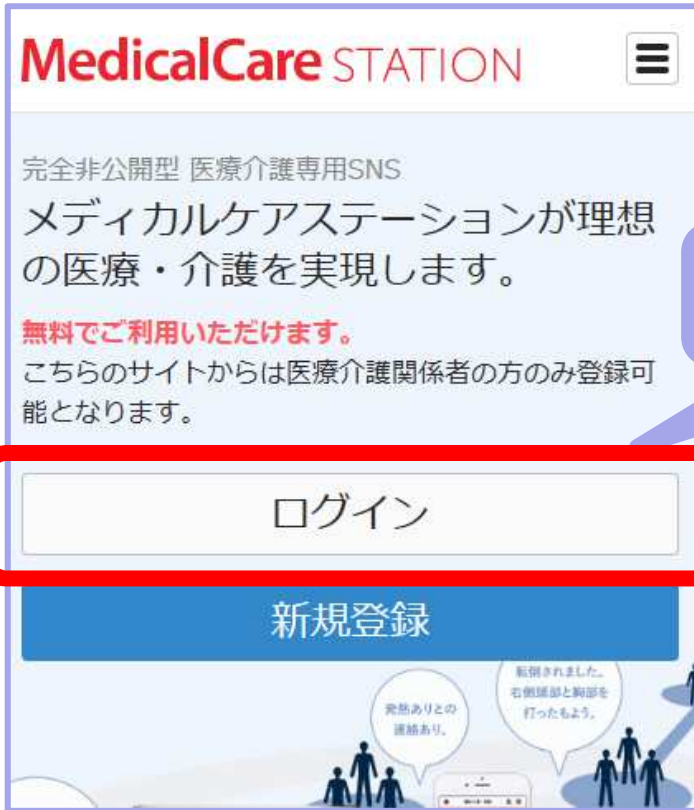 MedicalCare STATION
完全非公開型 医療介護専用SNS
メディカルケアステーションが理想
の医療・介護を実現します。
無料でご利用いただけます。
こちらのサイトからは医療介護関係者の方のみ登録可
能となります。
ログイン
新規登録
転倒されました。
右側頭部と胸部を
打ったもよう。
発熱ありとの
連絡あり。